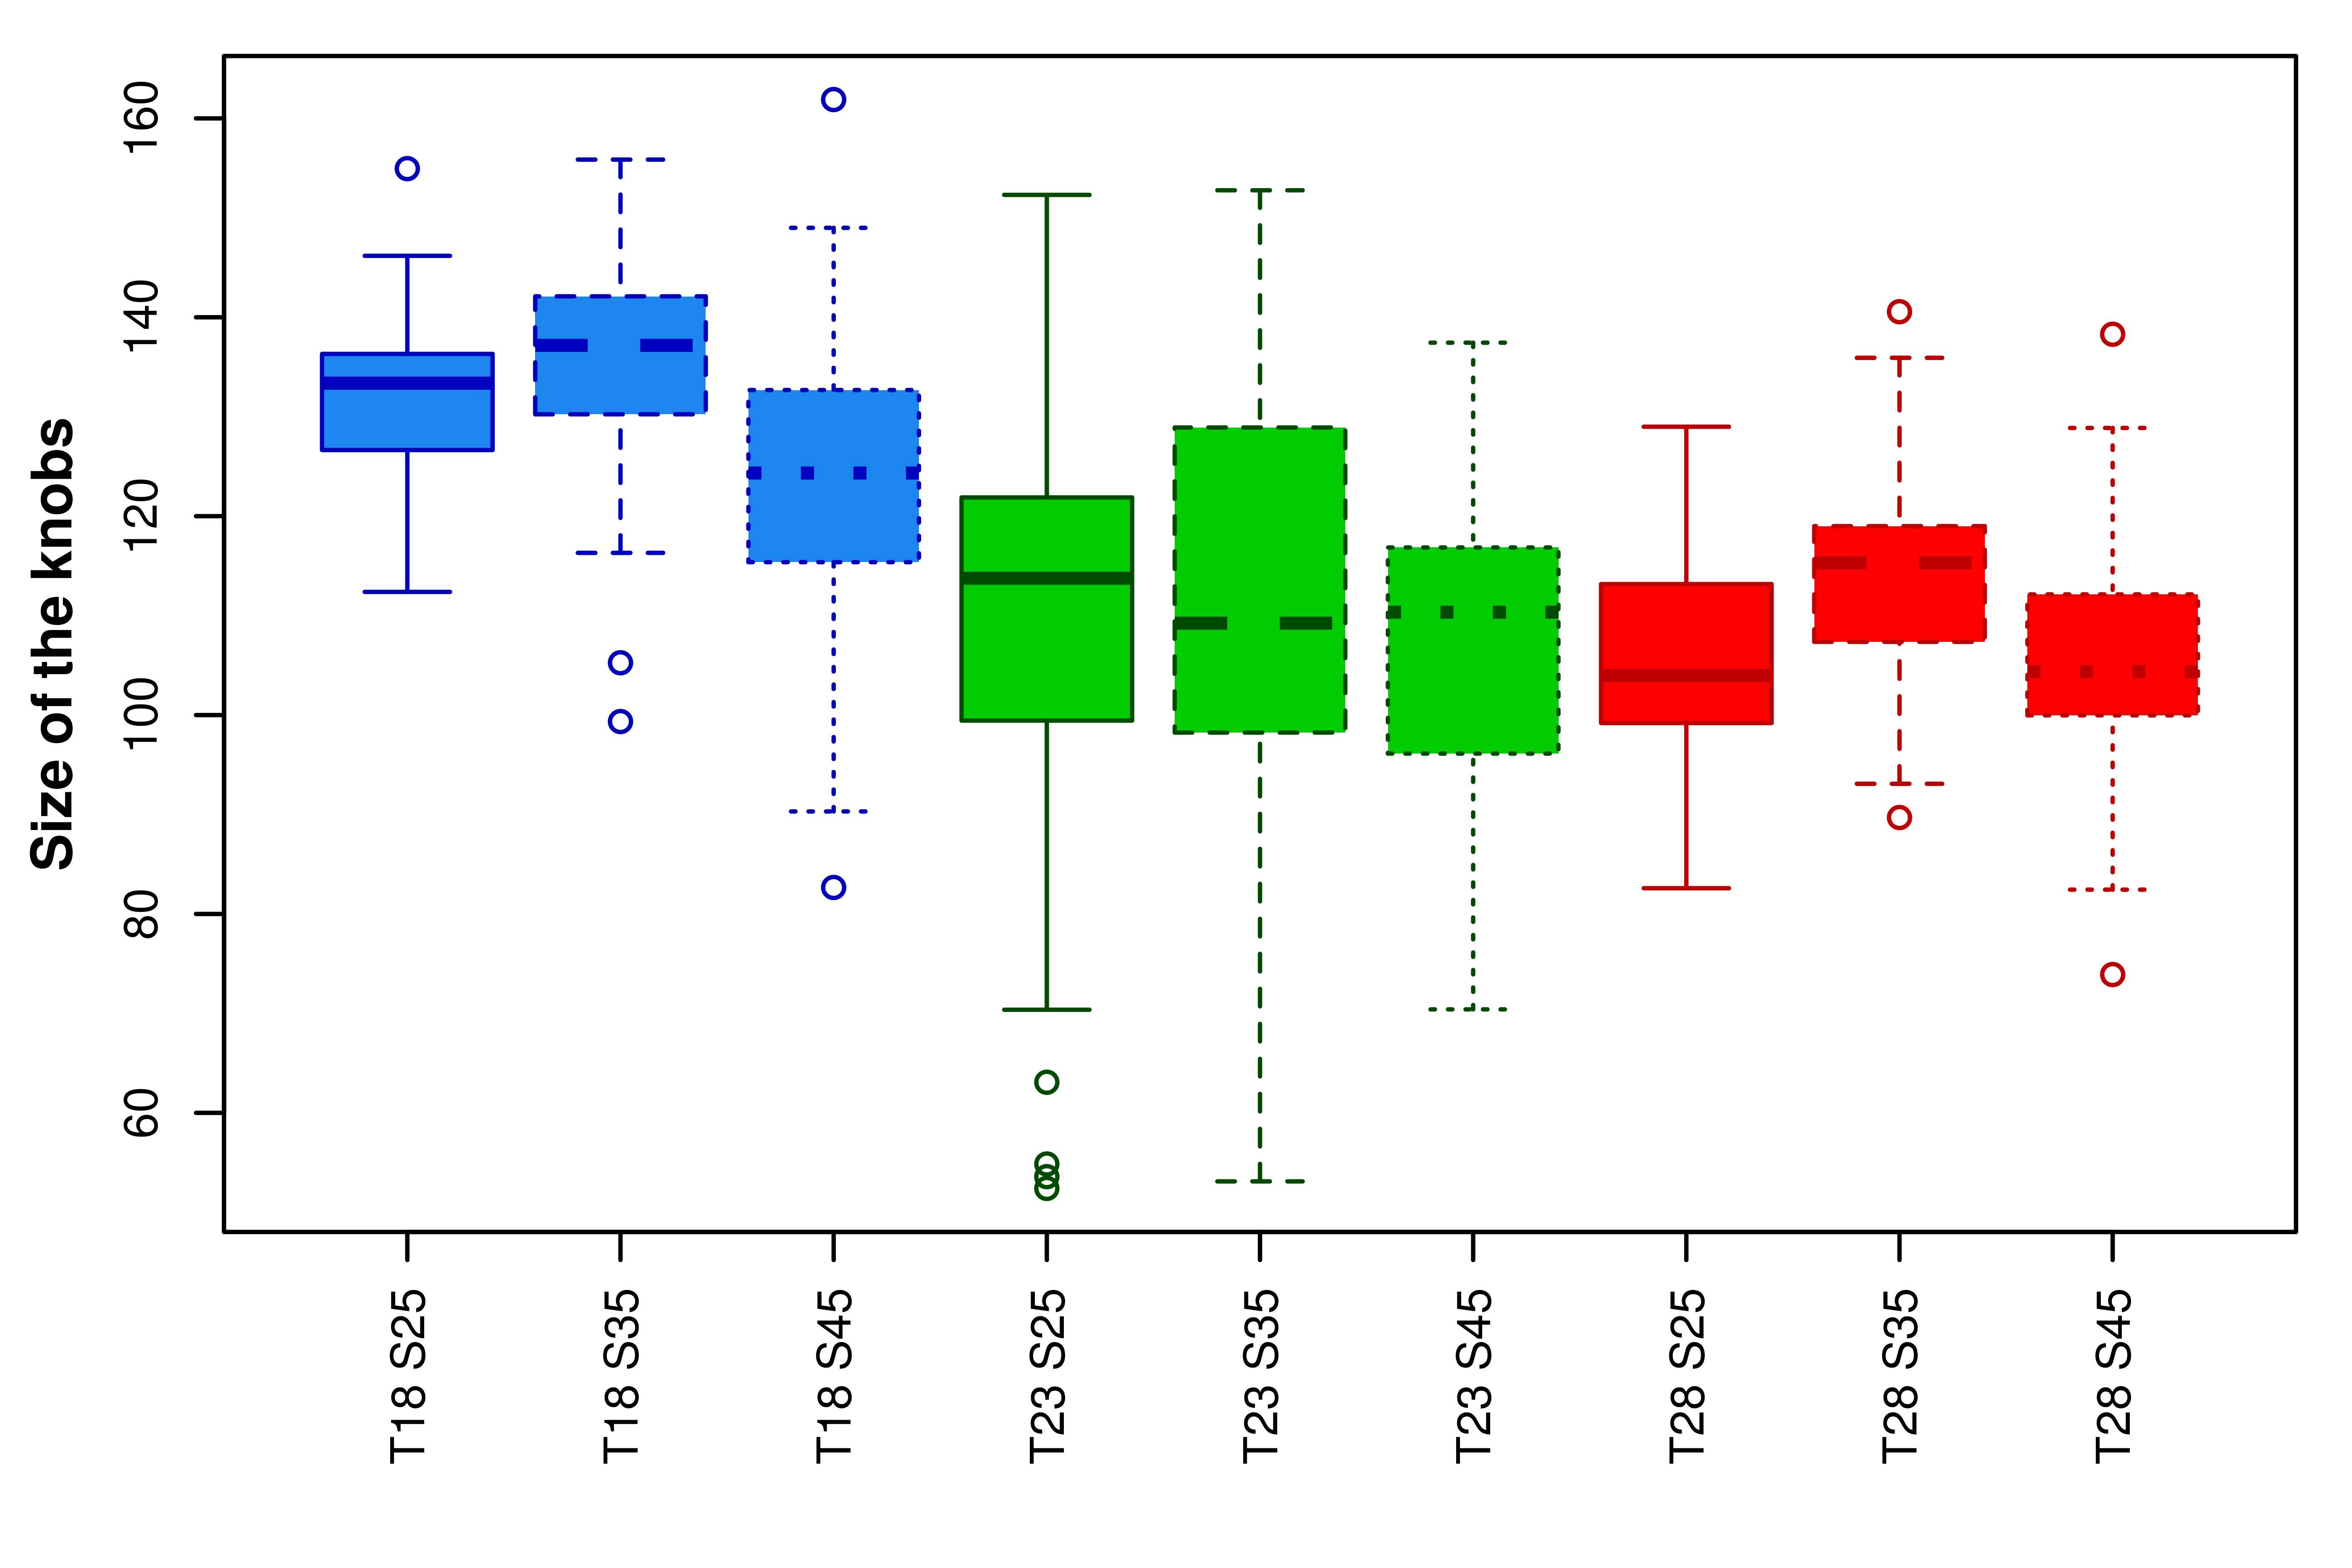 Size of the knobs
160
140
120
100
80
60
T18 S25
T18 S35
T18 S45
T23 S25
T23 S35
T23 S45
T28 S25
T28 S35
T28 S45